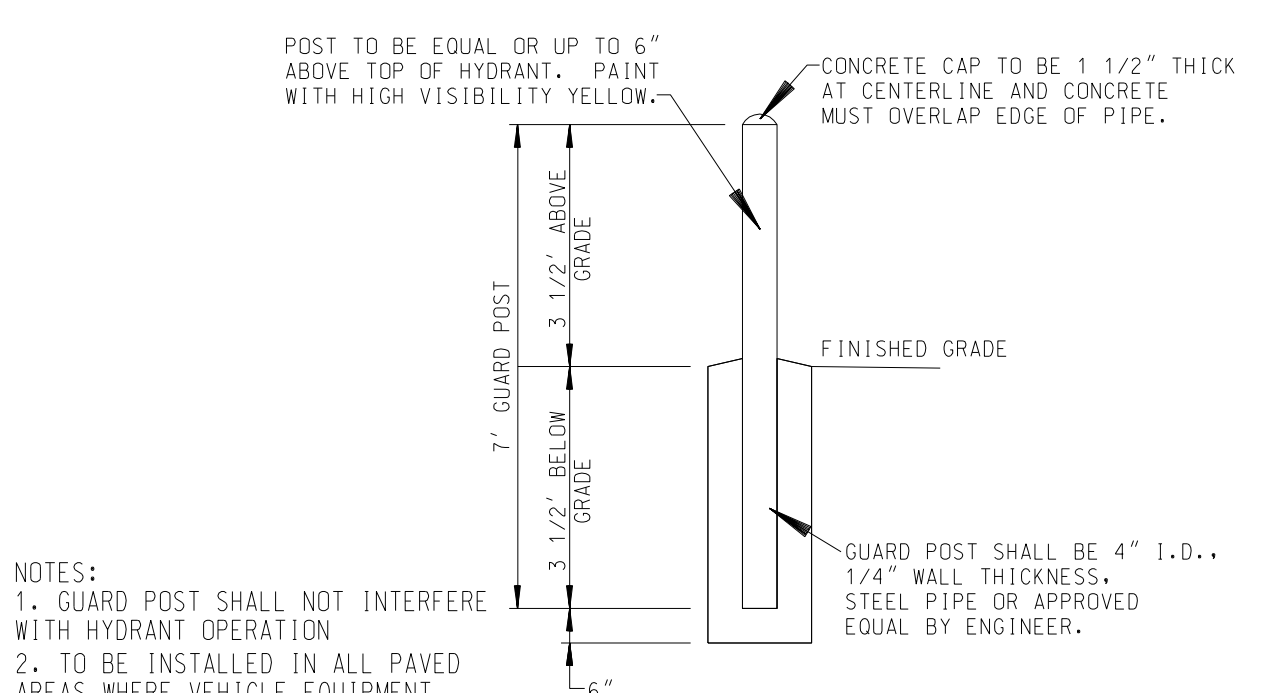 POST TO BE EQUAL OR UP TO 6"
ABOVE TOP OF HYDRANT. PAINT
WITH HIGH VISIBILITY YELLOW.
CONCRETE CAP TO BE 1 1/2" THICK
AT CENTERLINE AND CONCRETE
MUST OVERLAP EDGE OF PIPE.
7' GUARD POST
3 1/2' ABOVE
GRADE
FINISHED GRADE
3 1/2' BELOW
GRADE
GUARD POST SHALL BE 4" I.D.,
1/4" WALL THICKNESS,
STEEL PIPE OR APPROVED
EQUAL BY ENGINEER.
NOTES:
1. GUARD POST SHALL NOT INTERFERE
WITH HYDRANT OPERATION
2. TO BE INSTALLED IN ALL PAVED
AREAS WHERE VEHICLE EQUIPMENT
6"